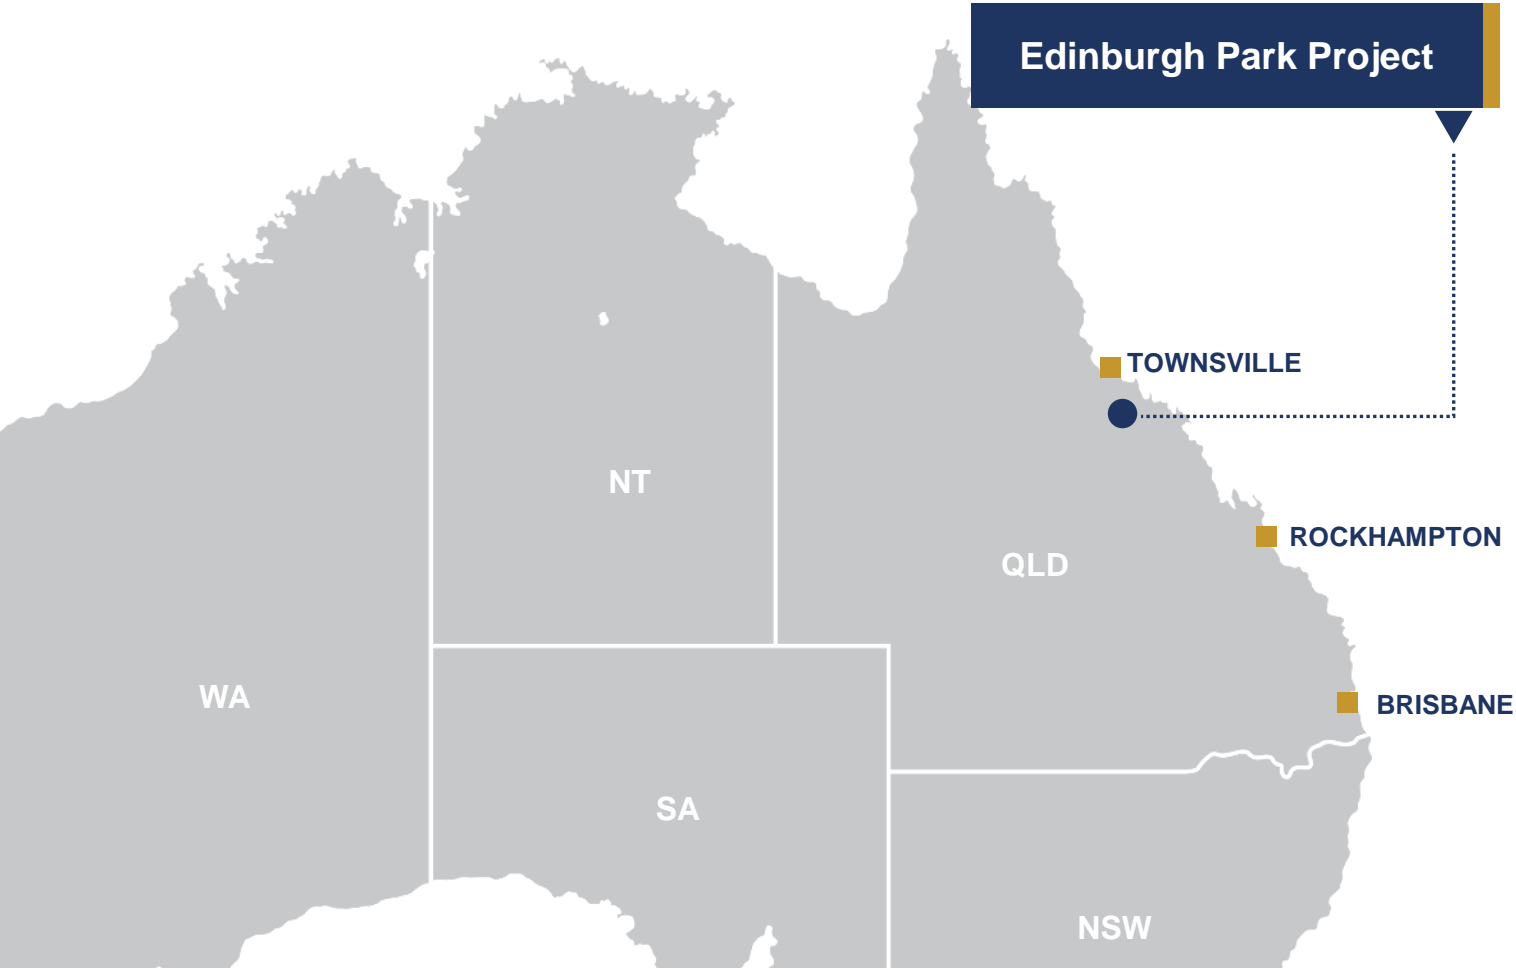 Edinburgh Park Project
TOWNSVILLE
NT
ROCKHAMPTON
QLD
WA
BRISBANE
SA
NSW